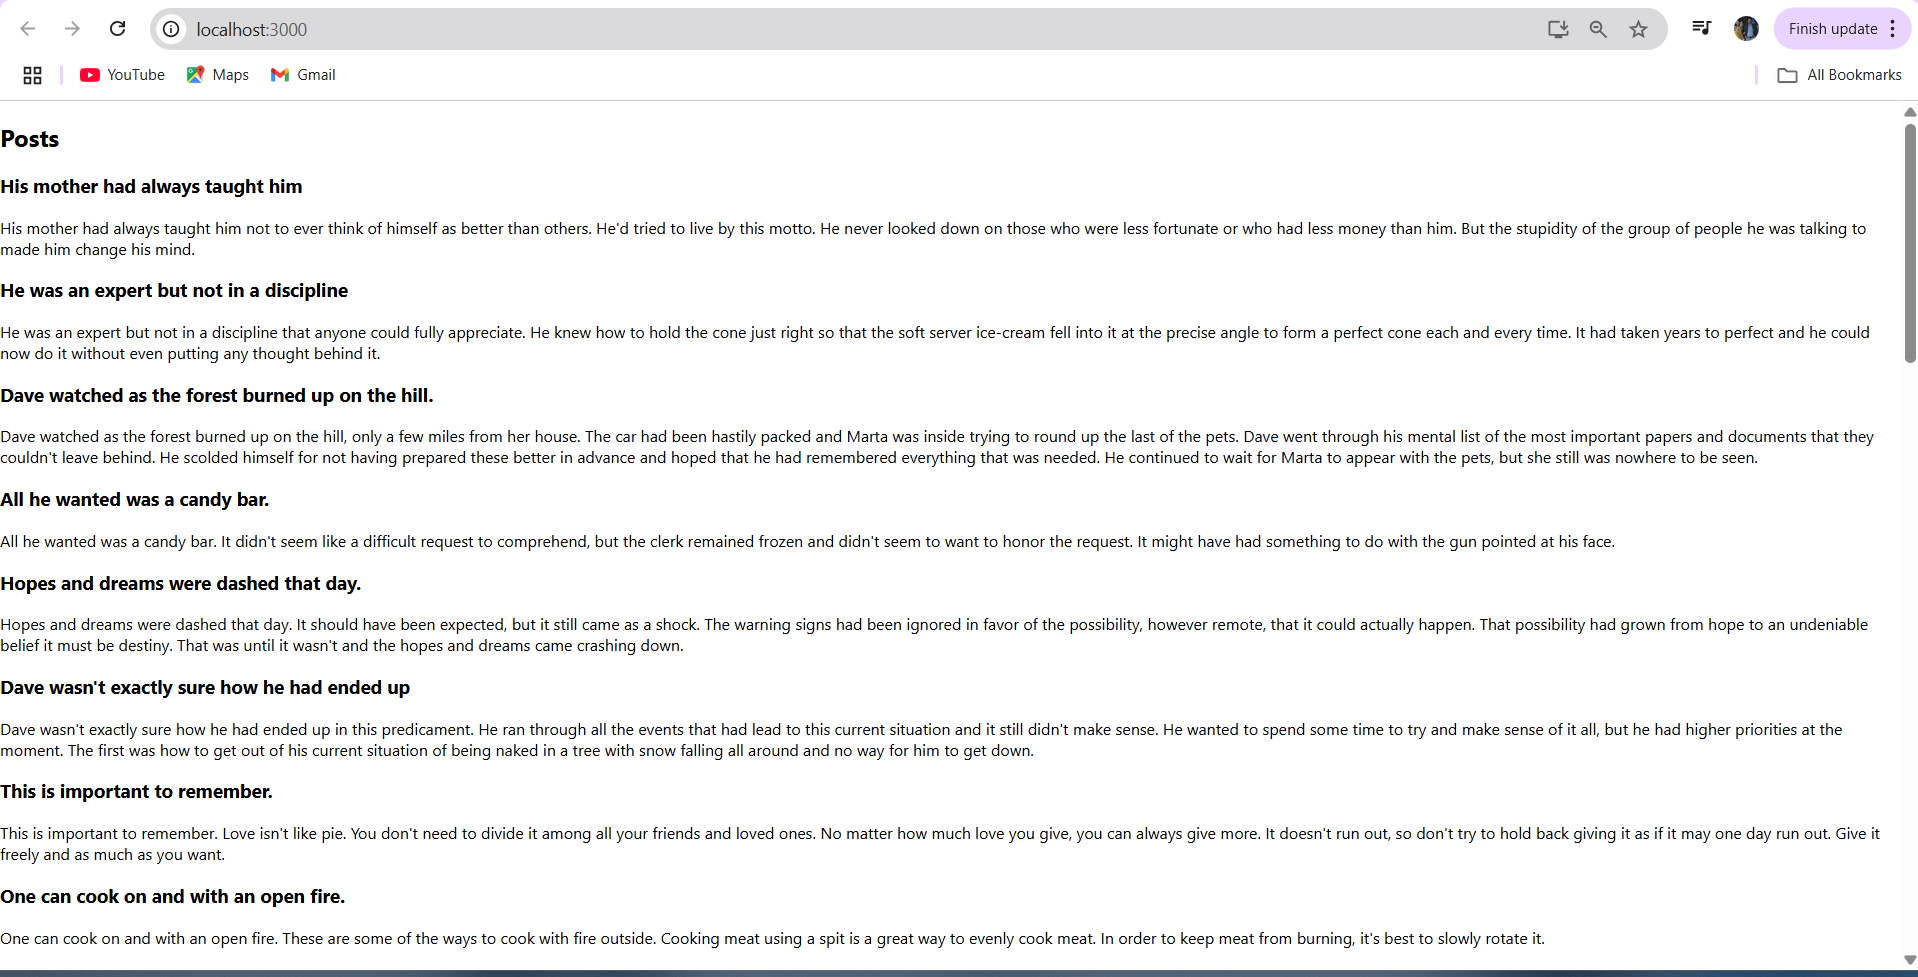 localhost:3000
Finish update
YouTube
Maps
Gmail
All Bookmarks
Posts
His mother had always taught him
His mother had always taught him not to ever think of himself as better than others. He'd tried to live by this motto. He never looked down on those who were less fortunate or who had less money than him. But the stupidity of the group of people he was talking to
made him change his mind.
He was an expert but not in a discipline
He was an expert but not in a discipline that anyone could fully appreciate. He knew how to hold the cone just right so that the soft server ice-cream fell into it at the precise angle to form a perfect cone each and every time. It had taken years to perfect and he could
now do it without even putting any thought behind it.
Dave watched as the forest burned up on the hill.
Dave watched as the forest burned up on the hill, only a few miles from her house. The car had been hastily packed and Marta was inside trying to round up the last of the pets. Dave went through his mental list of the most important papers and documents that they
couldn't leave behind. He scolded himself for not having prepared these better in advance and hoped that he had remembered everything that was needed. He continued to wait for Marta to appear with the pets, but she still was nowhere to be seen.
All he wanted was a candy bar.
All he wanted was a candy bar. It didn't seem like a difficult request to comprehend, but the clerk remained frozen and didn't seem to want to honor the request. It might have had something to do with the gun pointed at his face.
Hopes and dreams were dashed that day.
Hopes and dreams were dashed that day. It should have been expected, but it still came as a shock. The warning signs had been ignored in favor of the possibility, however remote, that it could actually happen. That possibility had grown from hope to an undeniable
belief it must be destiny. That was until it wasn't and the hopes and dreams came crashing down.
Dave wasn't exactly sure how he had ended up
Dave wasn't exactly sure how he had ended up in this predicament. He ran through all the events that had lead to this current situation and it still didn't make sense. He wanted to spend some time to try and make sense of it all, but he had higher priorities at the
moment. The first was how to get out of his current situation of being naked in a tree with snow falling all around and no way for him to get down.
This is important to remember.
This is important to remember. Love isn't like pie. You don't need to divide it among all your friends and loved ones. No matter how much love you give, you can always give more. It doesn't run out, so don't try to hold back giving it as if it may one day run out. Give it
freely and as much as you want.
One can cook on and with an open fire.
One can cook on and with an open fire. These are some of the ways to cook with fire outside. Cooking meat using a spit is a great way to evenly cook meat. In order to keep meat from burning, it's best to slowly rotate it.